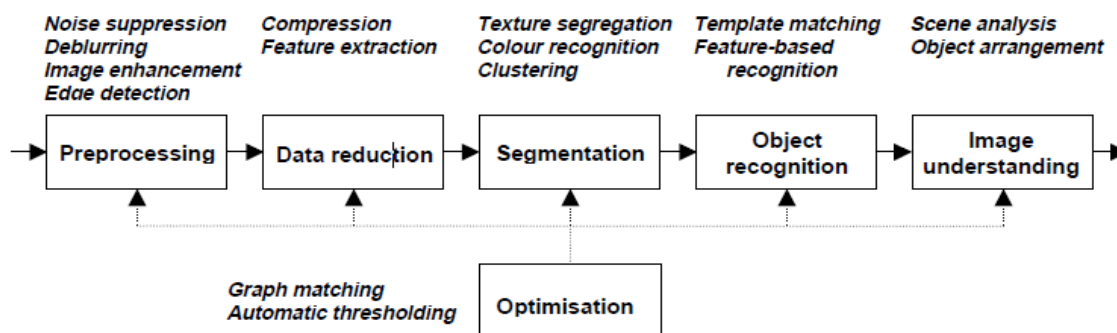 Noise suppression
Deblurring
Image enhancement
Edge detection
Compression
Feature extraction
Texture segregation
Colour recognition
Clustering
Template matching
Feature-based
recognition
Scene analysis
Object arrangement
Preprocessing
Data reduction
Segmentation
Object
recognition
Image
understanding
Graph matching
Automatic thresholding
Optimisation